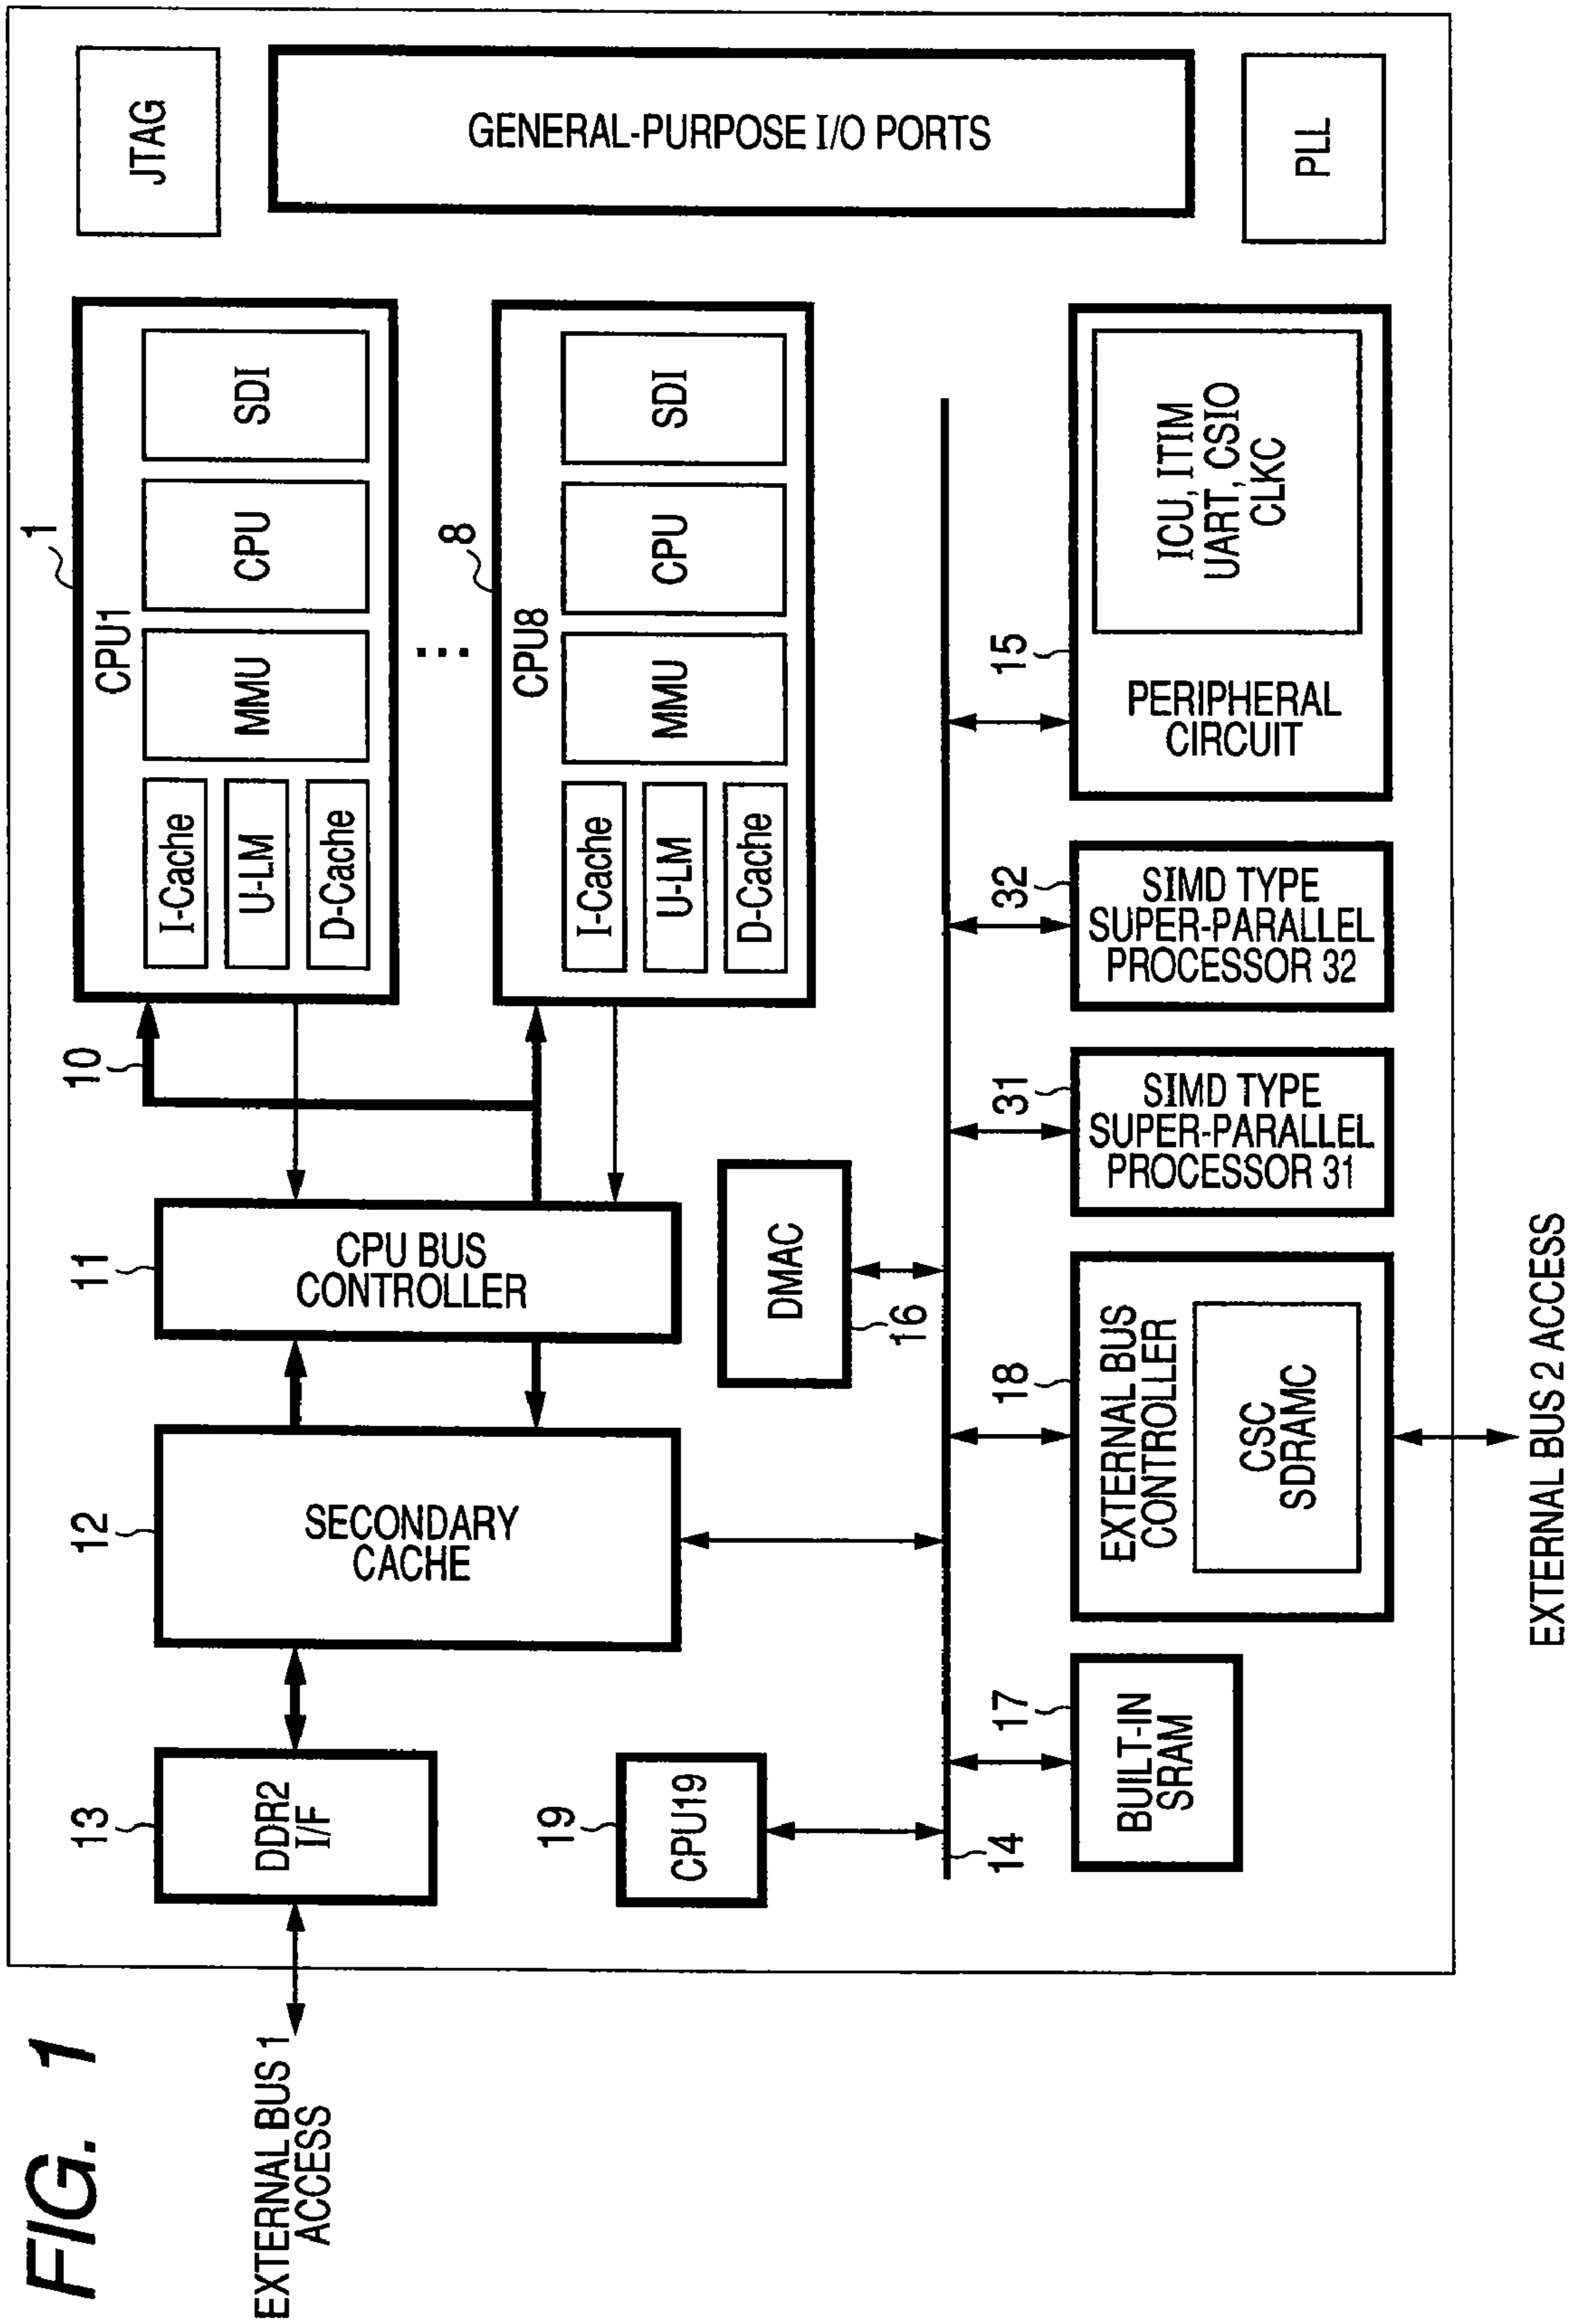 FIG. 1
EXTERNAL BUS 1
ACCESS
13
DDR2
I/F
12
SECONDARY
CACHE
11
CPU BUS
CONTROLLER
10
1
CPU1
I-Cache
U-LM
D-Cache
MMU
CPU
SDI
...
8
CPU8
I-Cache
U-LM
D-Cache
MMU
CPU
SDI
JTAG
GENERAL-PURPOSE I/O PORTS
PLL
19
CPU19
DMAC
16
14
17
BUILT-IN
SRAM
18
EXTERNAL BUS
CONTROLLER
CSC
SDRAMC
31
SIMD TYPE
SUPER-PARALLEL
PROCESSOR 31
32
SIMD TYPE
SUPER-PARALLEL
PROCESSOR 32
15
PERIPHERAL
CIRCUIT
ICU, ITIM
UART, CSIO
CLKC
EXTERNAL BUS 2 ACCESS